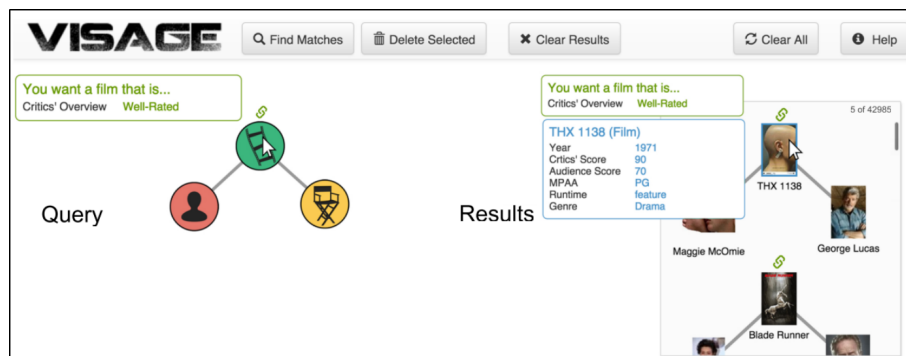 VISAGE
Find Matches
Delete Selected
Clear Results
Clear All
Help
You want a film that is...
Critics' Overview Well-Rated
Query
Results
You want a film that is...
Critics' Overview Well-Rated
5 of 42985
THX 1138 (Film)
Year 1971
Crtics' Score 90
Audience Score 70
MPAA PG
Runtime feature
Genre Drama
THX 1138
Maggie McOmie
George Lucas
Blade Runner